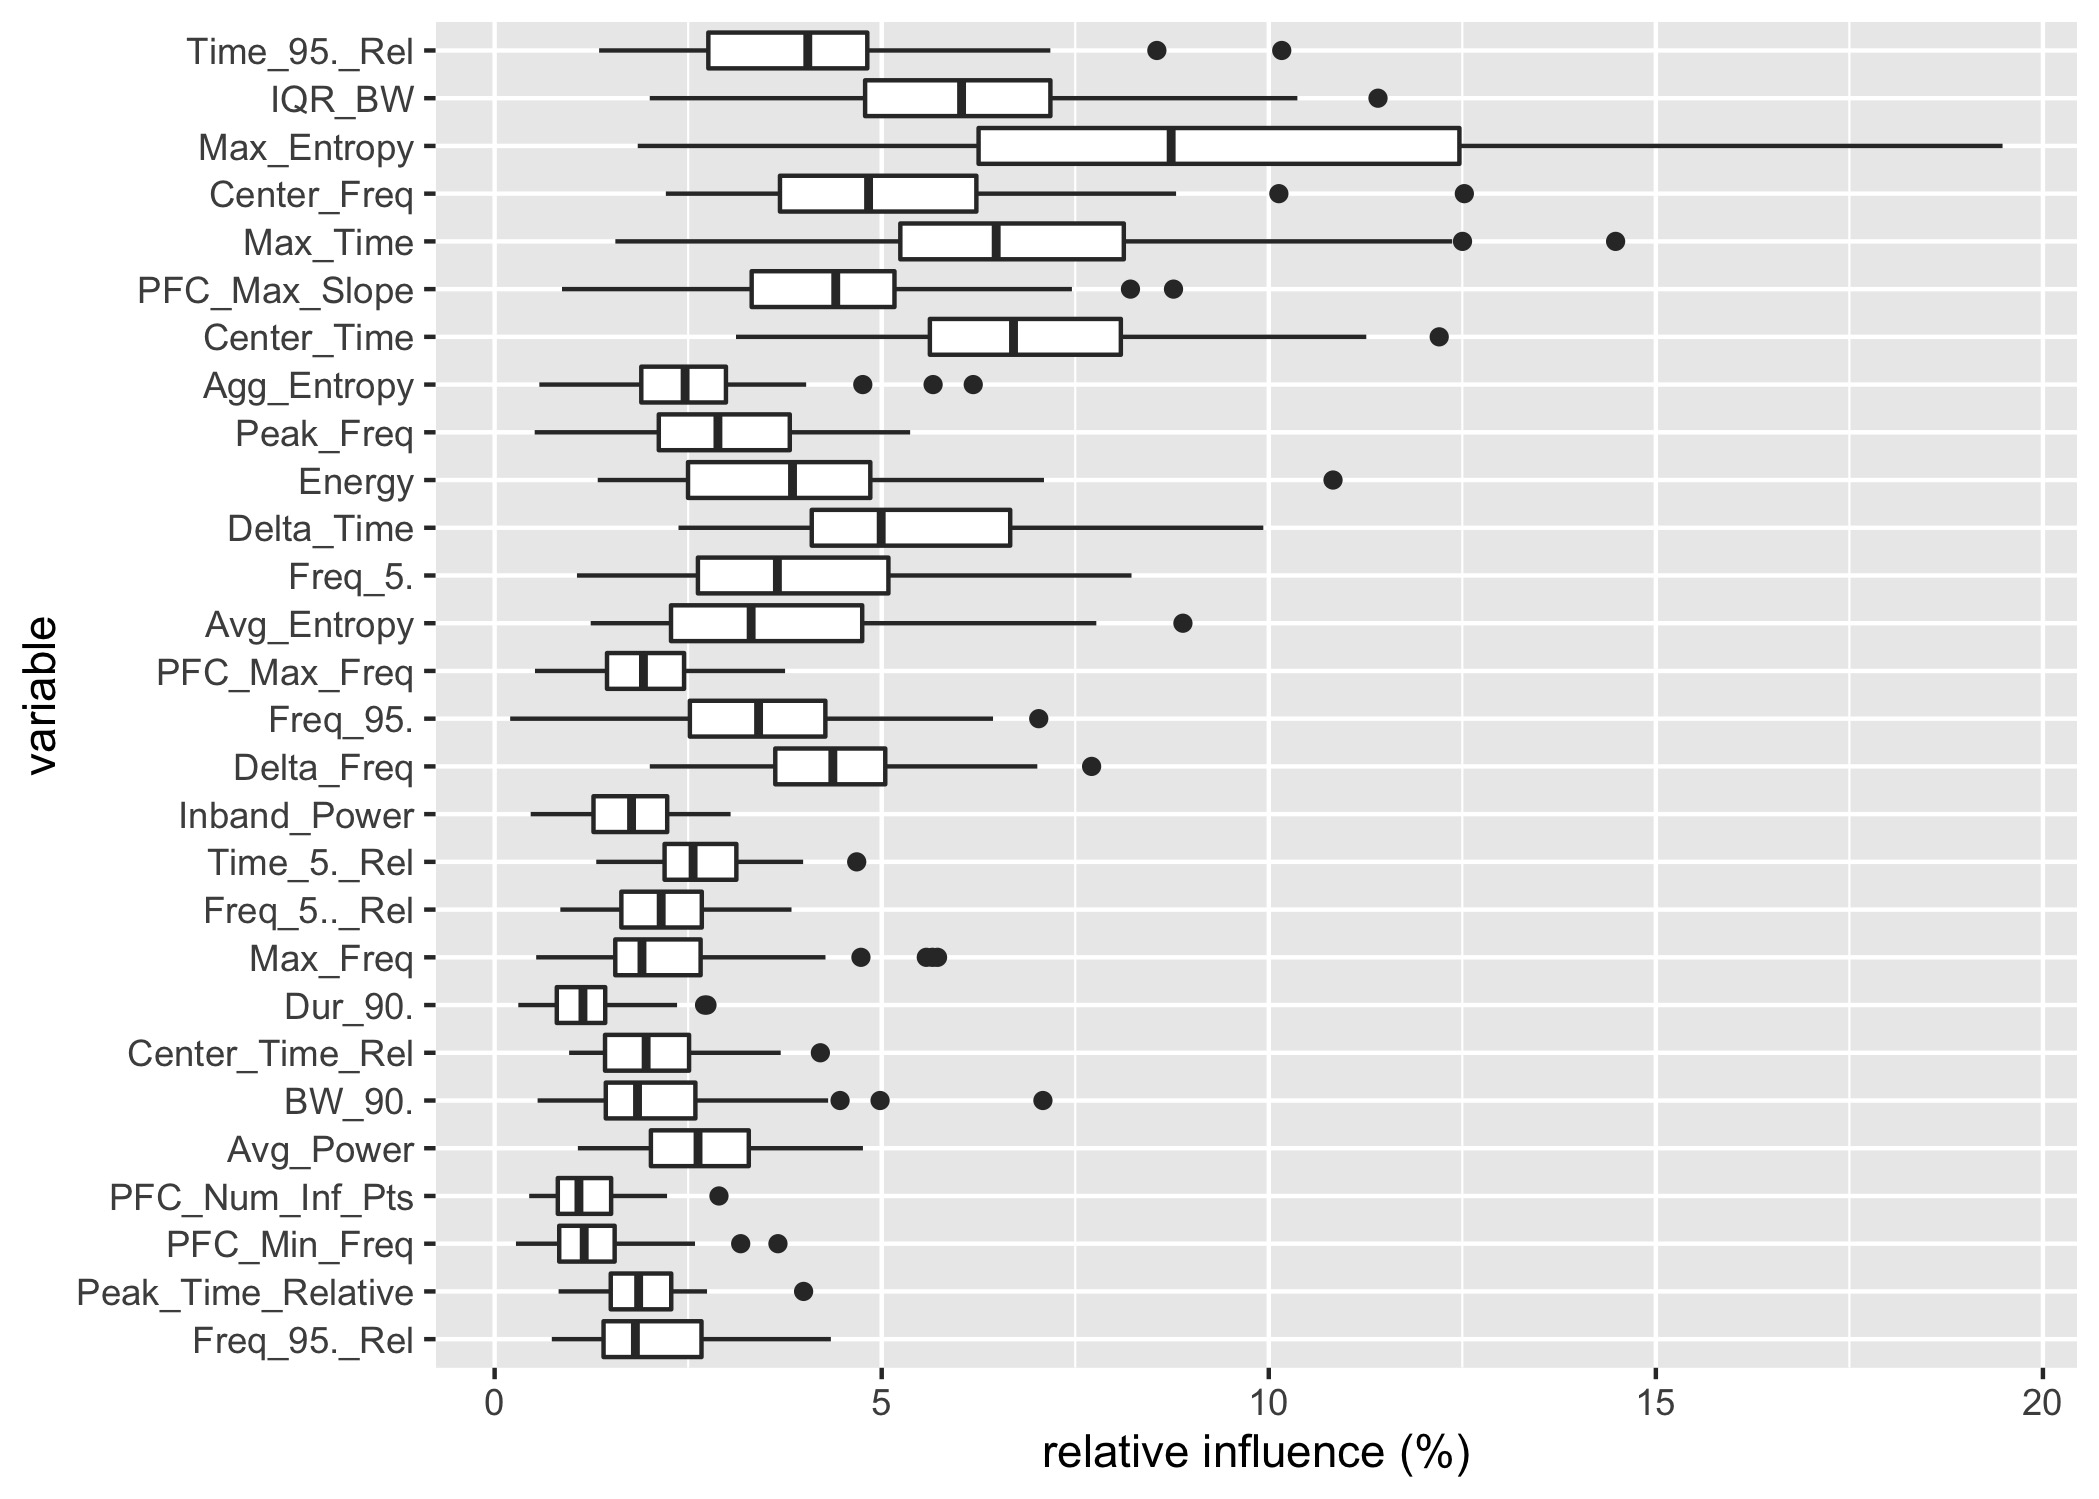 Time_95._Rel
IQR_BW
Max_Entropy
Center_Freq
Max_Time
PFC_Max_Slope
Center_Time
Agg_Entropy
Peak_Freq
Energy
Delta_Time
Freq_5.
Avg_Entropy
PFC_Max_Freq
Freq_95.
Delta_Freq
Inband_Power
Time_5._Rel
Freq_5.._Rel
Max_Freq
Dur_90.
Center_Time_Rel
BW_90.
Avg_Power
PFC_Num_Inf_Pts
PFC_Min_Freq
Peak_Time_Relative
Freq_95._Rel
variable
0 5 10 15 20
relative influence (%)